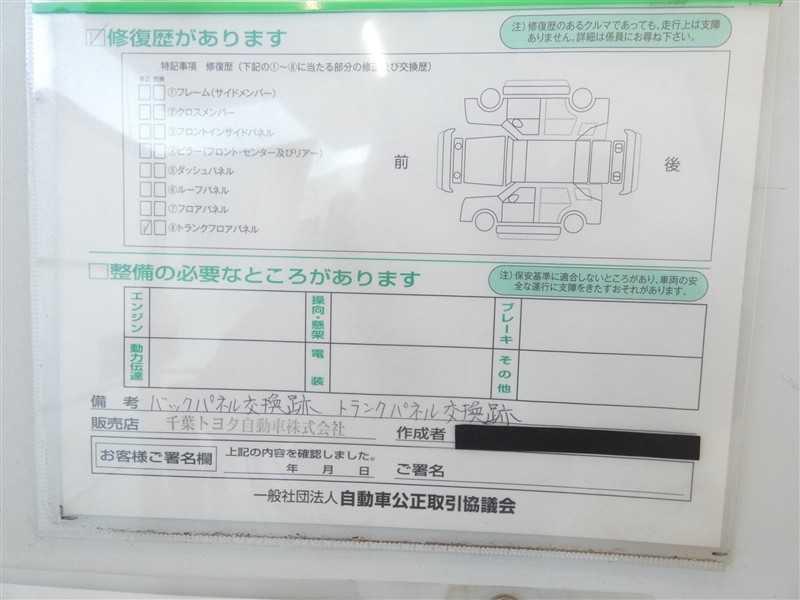 修復歴があります
注）修復歴のあるクルマであっても、走行上は支障
ありません。詳細は係員にお尋ね下さい。
特記事項　修復歴（下記の①～⑧に当たる部分の修正及び交換歴）
①フレーム（サイドメンバー）
②クロスメンバー
③フロントインサイドパネル
④ピラー（フロント・センター及びリアー）
⑤ダッシュパネル
⑥ルーフパネル
⑦フロアパネル
⑧トランクフロアパネル
前
後
整備の必要なところがあります
注）保安基準に適合しないところがあり、車両の安
全な運行に支障をきたすおそれがあります。
エンジン
操向・懸架
ブレーキ
動力伝達
電装
その他
備考 バックパネル交換跡 トランクパネル交換跡
販売店 千葉トヨタ自動車株式会社 作成者
お客様ご署名欄
上記の内容を確認しました。
年 月 日 ご署名
一般社団法人 自動車公正取引協議会